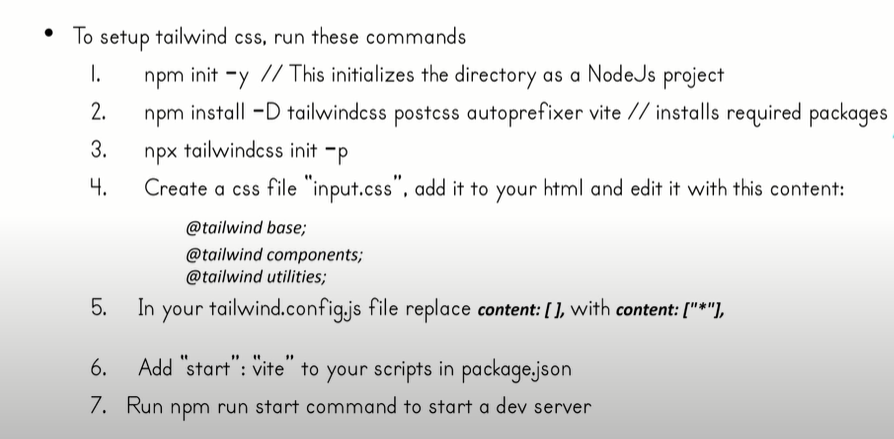 • To setup tailwind css, run these commands
1. npm init -y // This initializes the directory as a NodeJs project
2. npm install -D tailwindcss postcss autoprefixer vite // installs required packages
3. npx tailwindcss init -p
4. Create a css file "input.css", add it to your html and edit it with this content:
@tailwind base;
@tailwind components;
@tailwind utilities;
5. In your tailwind.config.js file replace content: [ ], with content: ["*"],
6. Add "start": "vite" to your scripts in package.json
7. Run npm run start command to start a dev server